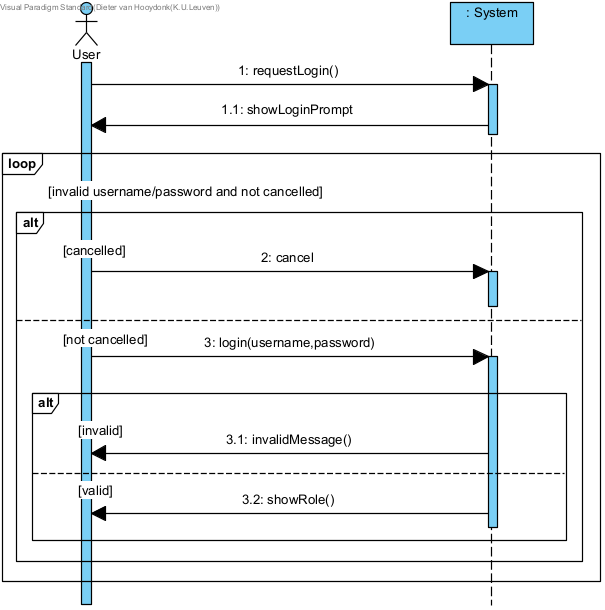 Visual Paradigm Standard(Dieter van Hooydonk(K.U.Leuven))
: System
User
1: requestLogin()
1.1: showLoginPrompt
loop
[invalid username/password and not cancelled]
alt
[cancelled]
2: cancel
[not cancelled]
3: login(username,password)
alt
[invalid]
3.1: invalidMessage()
[valid]
3.2: showRole()